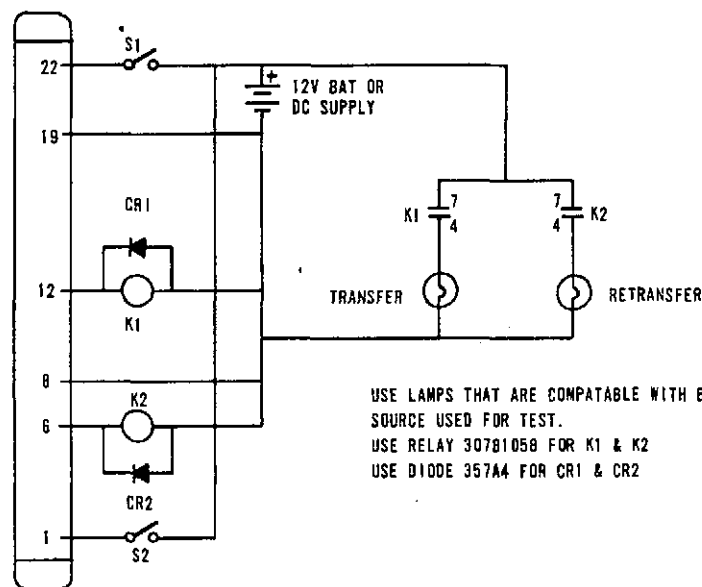 S1
22
+
12V BAT OR
DC SUPPLY
19
CR1
K1
7
4
7
4
K2
12
K1
TRANSFER
RETRANSFER
8
K2
6
CR2
1
S2
USE LAMPS THAT ARE COMPATABLE WITH
SOURCE USED FOR TEST.
USE RELAY 30781058 FOR K1 & K2
USE DIODE 357A4 FOR CR1 & CR2